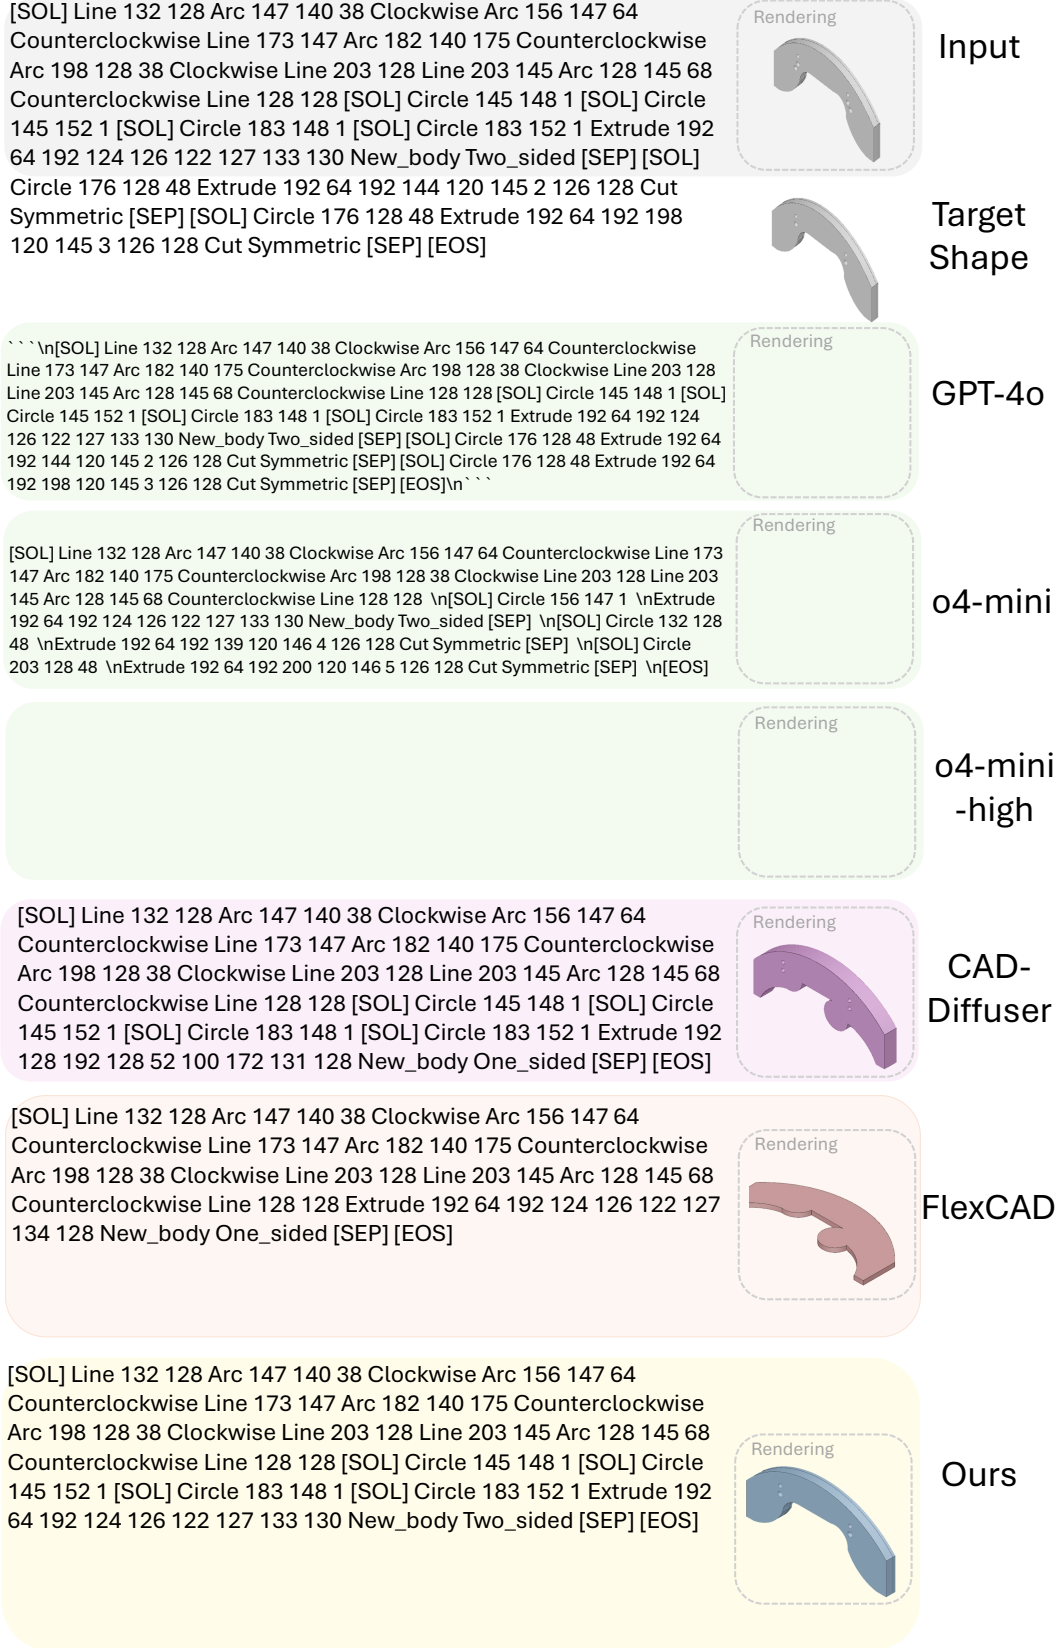 [SOL] Line 132 128 Arc 147 140 38 Clockwise Arc 156 147 64
Counterclockwise Line 173 147 Arc 182 140 175 Counterclockwise
Arc 198 128 38 Clockwise Line 203 128 Line 203 145 Arc 128 145 68
Counterclockwise Line 128 128 [SOL] Circle 145 148 1 [SOL] Circle
145 152 1 [SOL] Circle 183 148 1 [SOL] Circle 183 152 1 Extrude 192
64 192 124 126 122 127 133 130 New_body Two_sided [SEP] [SOL]
Circle 176 128 48 Extrude 192 64 192 144 120 145 2 126 128 Cut
Symmetric [SEP] [SOL] Circle 176 128 48 Extrude 192 64 192 198
120 145 3 126 128 Cut Symmetric [SEP] [EOS]
Rendering
Input
Target
Shape
```\n[SOL] Line 132 128 Arc 147 140 38 Clockwise Arc 156 147 64 Counterclockwise
Line 173 147 Arc 182 140 175 Counterclockwise Arc 198 128 38 Clockwise Line 203 128
Line 203 145 Arc 128 145 68 Counterclockwise Line 128 128 [SOL] Circle 145 148 1 [SOL]
Circle 145 152 1 [SOL] Circle 183 148 1 [SOL] Circle 183 152 1 Extrude 192 64 192 124
126 122 127 133 130 New_body Two_sided [SEP] [SOL] Circle 176 128 48 Extrude 192 64
192 144 120 145 2 126 128 Cut Symmetric [SEP] [SOL] Circle 176 128 48 Extrude 192 64
192 198 120 145 3 126 128 Cut Symmetric [SEP] [EOS]\n```
Rendering
GPT-4o
[SOL] Line 132 128 Arc 147 140 38 Clockwise Arc 156 147 64 Counterclockwise Line 173
147 Arc 182 140 175 Counterclockwise Arc 198 128 38 Clockwise Line 203 128 Line 203
145 Arc 128 145 68 Counterclockwise Line 128 128 \n[SOL] Circle 156 147 1 \nExtrude
192 64 192 124 126 122 127 133 130 New_body Two_sided [SEP] \n[SOL] Circle 132 128
48 \nExtrude 192 64 192 139 120 146 4 126 128 Cut Symmetric [SEP] \n[SOL] Circle
203 128 48 \nExtrude 192 64 192 200 120 146 5 126 128 Cut Symmetric [SEP] \n[EOS]
Rendering
o4-mini
Rendering
o4-mini
-high
[SOL] Line 132 128 Arc 147 140 38 Clockwise Arc 156 147 64
Counterclockwise Line 173 147 Arc 182 140 175 Counterclockwise
Arc 198 128 38 Clockwise Line 203 128 Line 203 145 Arc 128 145 68
Counterclockwise Line 128 128 [SOL] Circle 145 148 1 [SOL] Circle
145 152 1 [SOL] Circle 183 148 1 [SOL] Circle 183 152 1 Extrude 192
128 192 128 52 100 172 131 128 New_body One_sided [SEP] [EOS]
Rendering
CAD-
Diffuser
[SOL] Line 132 128 Arc 147 140 38 Clockwise Arc 156 147 64
Counterclockwise Line 173 147 Arc 182 140 175 Counterclockwise
Arc 198 128 38 Clockwise Line 203 128 Line 203 145 Arc 128 145 68
Counterclockwise Line 128 128 Extrude 192 64 192 124 126 122 127
134 128 New_body One_sided [SEP] [EOS]
Rendering
FlexCAD
[SOL] Line 132 128 Arc 147 140 38 Clockwise Arc 156 147 64
Counterclockwise Line 173 147 Arc 182 140 175 Counterclockwise
Arc 198 128 38 Clockwise Line 203 128 Line 203 145 Arc 128 145 68
Counterclockwise Line 128 128 [SOL] Circle 145 148 1 [SOL] Circle
145 152 1 [SOL] Circle 183 148 1 [SOL] Circle 183 152 1 Extrude 192
64 192 124 126 122 127 133 130 New_body Two_sided [SEP] [EOS]
Rendering
Ours